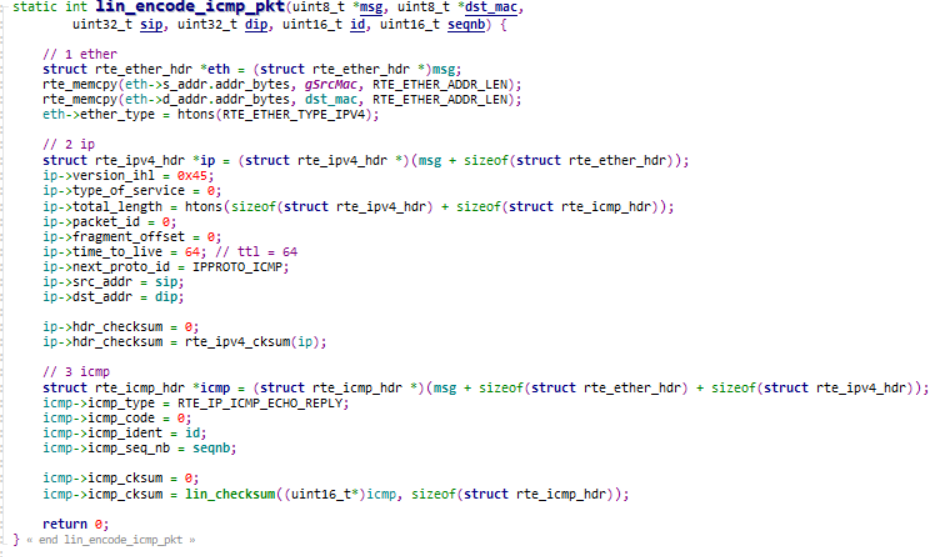 static int lin_encode_icmp_pkt(uint8_t *msg, uint8_t *dst_mac,
uint32_t sip, uint32_t dip, uint16_t id, uint16_t seqnb) {
// 1 ether
struct rte_ether_hdr *eth = (struct rte_ether_hdr *)msg;
rte_memcpy(eth->s_addr.addr_bytes, gSrcMac, RTE_ETHER_ADDR_LEN);
rte_memcpy(eth->d_addr.addr_bytes, dst_mac, RTE_ETHER_ADDR_LEN);
eth->ether_type = htons(RTE_ETHER_TYPE_IPV4);
// 2 ip
struct rte_ipv4_hdr *ip = (struct rte_ipv4_hdr *)(msg + sizeof(struct rte_ether_hdr));
ip->version_ihl = 0x45;
ip->type_of_service = 0;
ip->total_length = htons(sizeof(struct rte_ipv4_hdr) + sizeof(struct rte_icmp_hdr));
ip->packet_id = 0;
ip->fragment_offset = 0;
ip->time_to_live = 64; // ttl = 64
ip->next_proto_id = IPPROTO_ICMP;
ip->src_addr = sip;
ip->dst_addr = dip;
ip->hdr_checksum = 0;
ip->hdr_checksum = rte_ipv4_cksum(ip);
// 3 icmp
struct rte_icmp_hdr *icmp = (struct rte_icmp_hdr *)(msg + sizeof(struct rte_ether_hdr) + sizeof(struct rte_ipv4_hdr));
icmp->icmp_type = RTE_IP_ICMP_ECHO_REPLY;
icmp->icmp_code = 0;
icmp->icmp_ident = id;
icmp->icmp_seq_nb = seqnb;
icmp->icmp_cksum = 0;
icmp->icmp_cksum = lin_checksum((uint16_t*)icmp, sizeof(struct rte_icmp_hdr));
return 0;
} « end lin_encode_icmp_pkt »